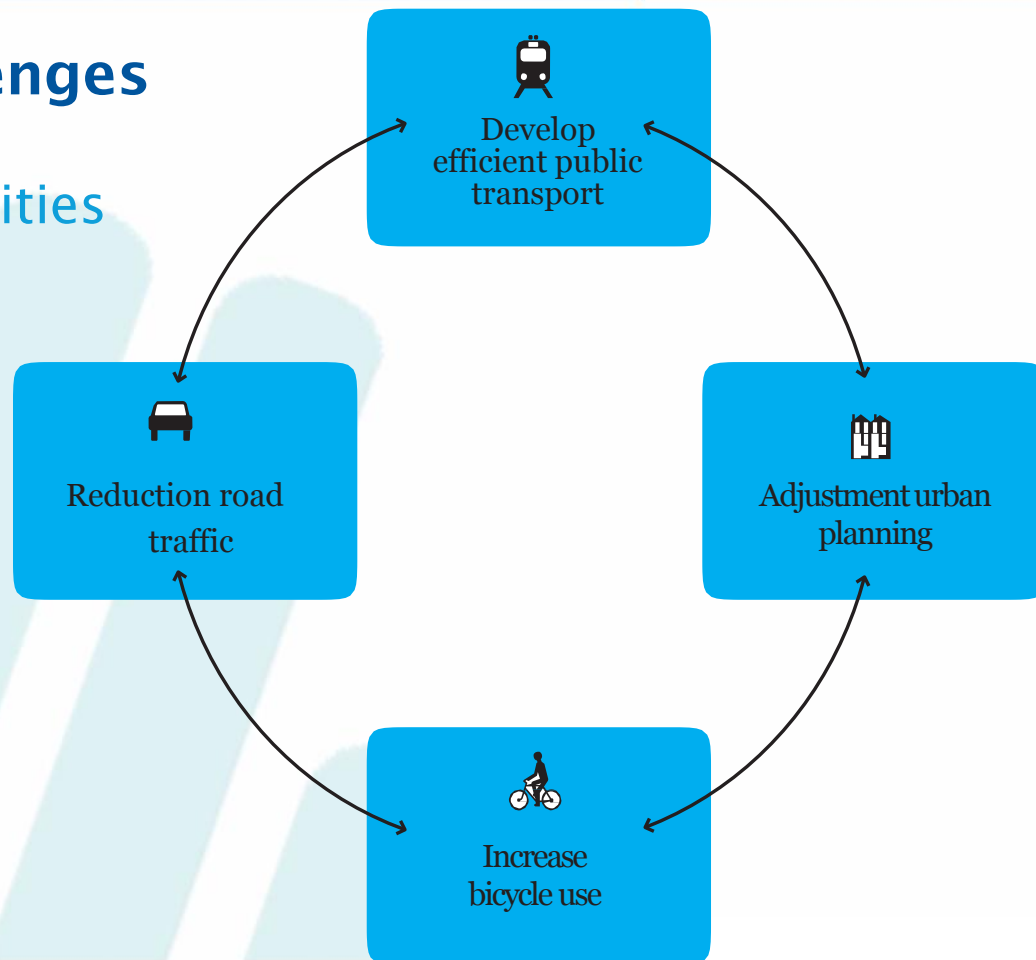 enges
ities
Develop
efficient public
transport
Reduction road
traffic
Adjustment urban
planning
Increase
bicycle use